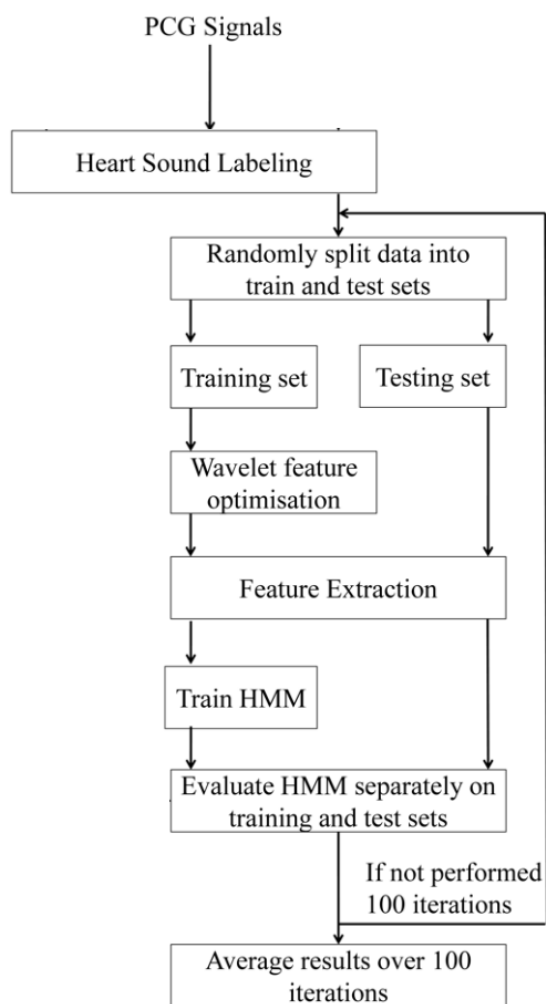 PCG Signals
Heart Sound Labeling
Randomly split data into
train and test sets
Training set
Testing set
Wavelet feature
optimisation
Feature Extraction
Train HMM
Evaluate HMM separately on
training and test sets
If not performed
100 iterations
Average results over 100
iterations